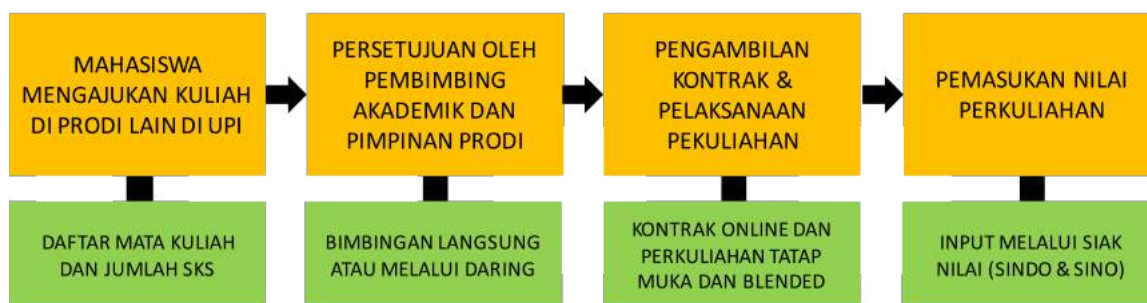 MAHASISWA
MENGAJUKAN KULIAH
DI PRODI LAIN DI UPI
PERSETUJUAN OLEH
PEMBIMBING
AKADEMIK DAN
PIMPINAN PRODI
PENGAMBILAN
KONTRAK &
PELAKSANAAN
PEKULIAHAN
PEMASUKAN NILAI
PERKULIAHAN
DAFTAR MATA KULIAH
DAN JUMLAH SKS
BIMBINGAN LANGSUNG
ATAU MELALUI DARING
KONTRAK ONLINE DAN
PERKULIAHAN TATAP
MUKA DAN BLENDED
INPUT MELALUI SIAK
NILAI (SINDO & SINO)